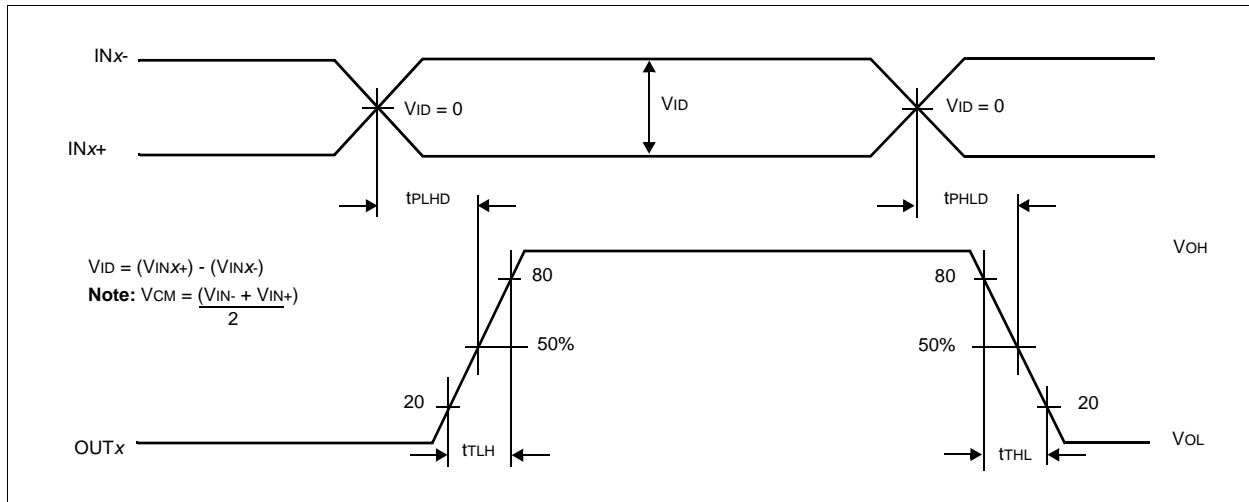 INx-
VID = 0
VID
VID = 0
INx+
tPLHD
tPHLD
VOH
VID = (VINx+) - (VINx-)
80
80
Note: VCM = (VIN- + VIN+)
2
50%
50%
20
20
OUTx
tTLH
tTHL
VOL